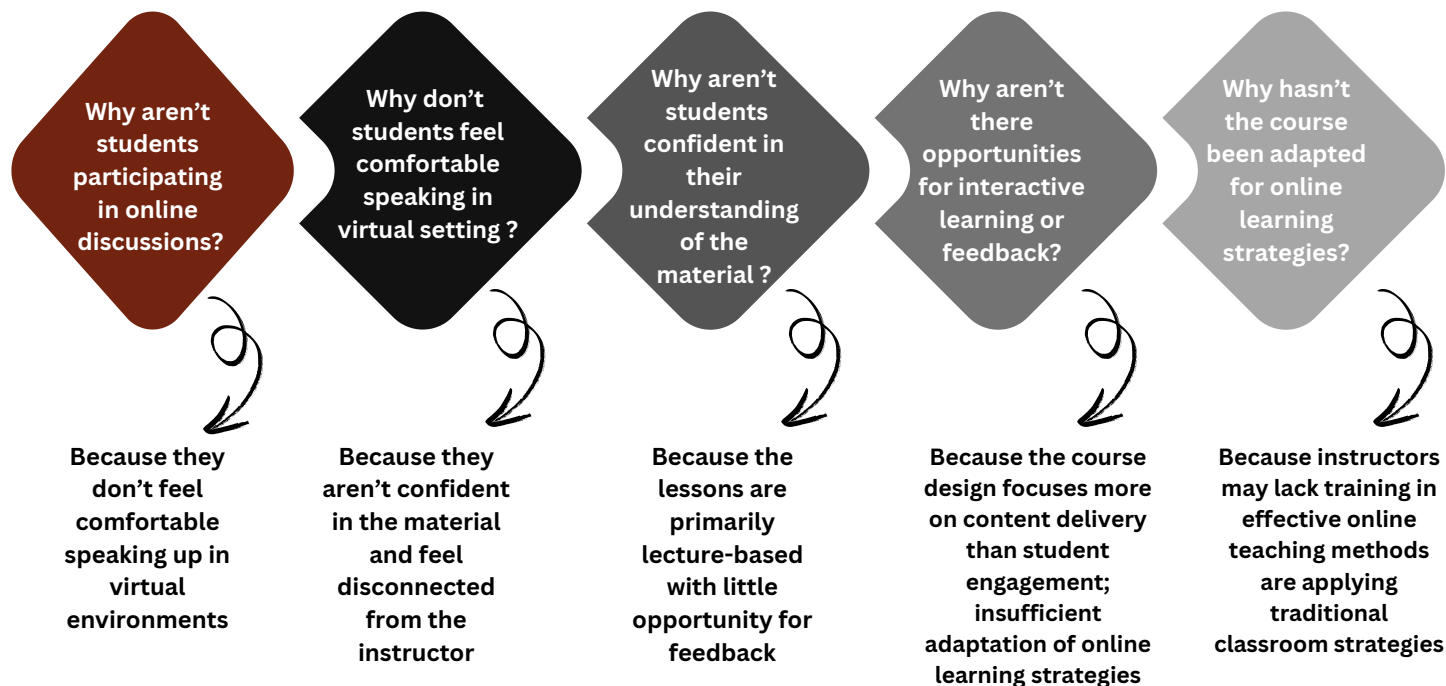 Why aren't
students
participating
in online
discussions?
Why don't
students feel
comfortable
speaking in
virtual setting ?
Why aren't
students
confident in
their
understanding
of the
material ?
Why aren't
there
opportunities
for interactive
learning or
feedback?
Why hasn't
the course
been adapted
for online
learning
strategies?
Because they
don't feel
comfortable
speaking up in
virtual
environments
Because they
aren't confident
in the material
and feel
disconnected
from the
instructor
Because the
lessons are
primarily
lecture-based
with little
opportunity for
feedback
Because the course
design focuses more
on content delivery
than student
engagement;
insufficient
adaptation of online
learning strategies
Because instructors
may lack training in
effective online
teaching methods
are applying
traditional
classroom strategies